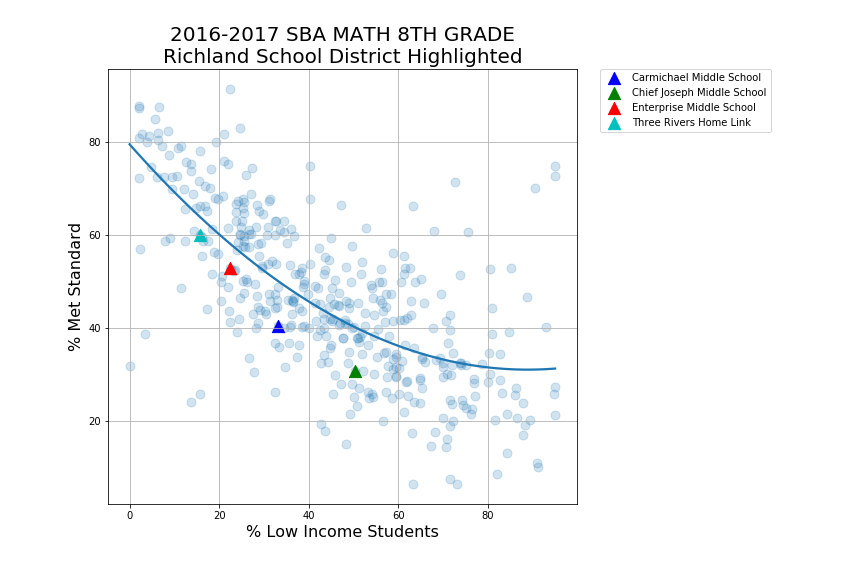 2016-2017 SBA MATH 8TH GRADE
Richland School District Highlighted
Carmichael Middle School
Chief Joseph Middle School
Enterprise Middle School
Three Rivers Home Link
% Met Standard
80
60
40
20
0 20 40 60 80
% Low Income Students